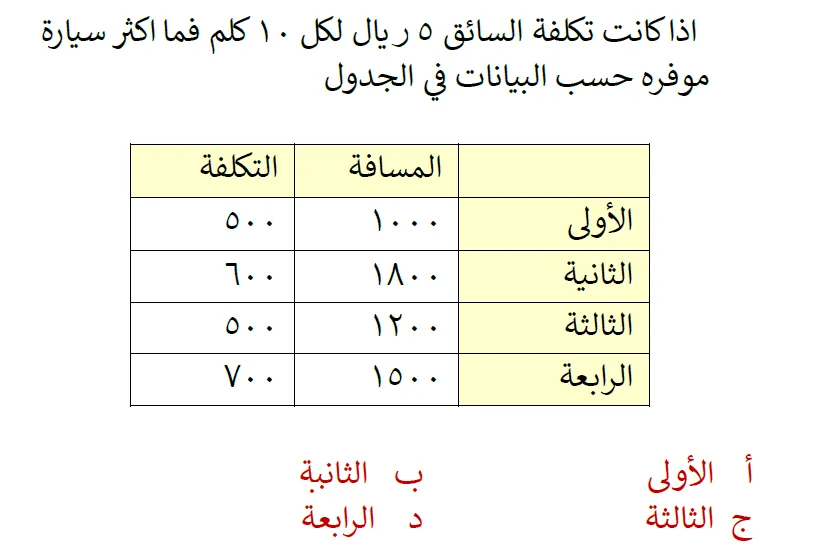 اذا كانت تكلفة السائق ٥ ريال لكل ١٠ كلم فما اكثر سيارة
موفره حسب البيانات في الجدول
المسافة التكلفة
الأولى ١٠٠٠ ٥٠٠
الثانية ١٨٠٠ ٦٠٠
الثالثة ١٢٠٠ ٥٠٠
الرابعة ١٥٠٠ ٧٠٠
أ الأولى ب الثانبة
ج الثالثة د الرابعة